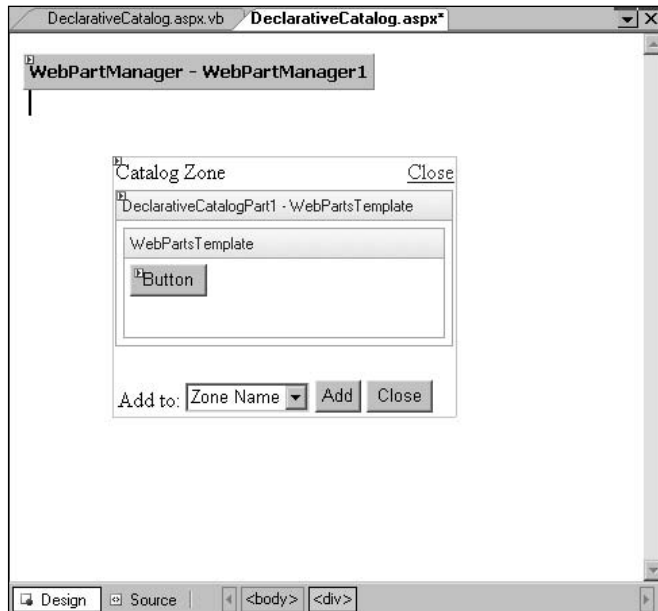 DeclarativeCatalog.aspx.vb DeclarativeCatalog.aspx*
WebPartManager - WebPartManager1
Catalog Zone Close
DeclarativeCatalogPart1 - WebPartsTemplate
WebPartsTemplate
Button
Add to: Zone Name Add Close
Design Source <body> <div>